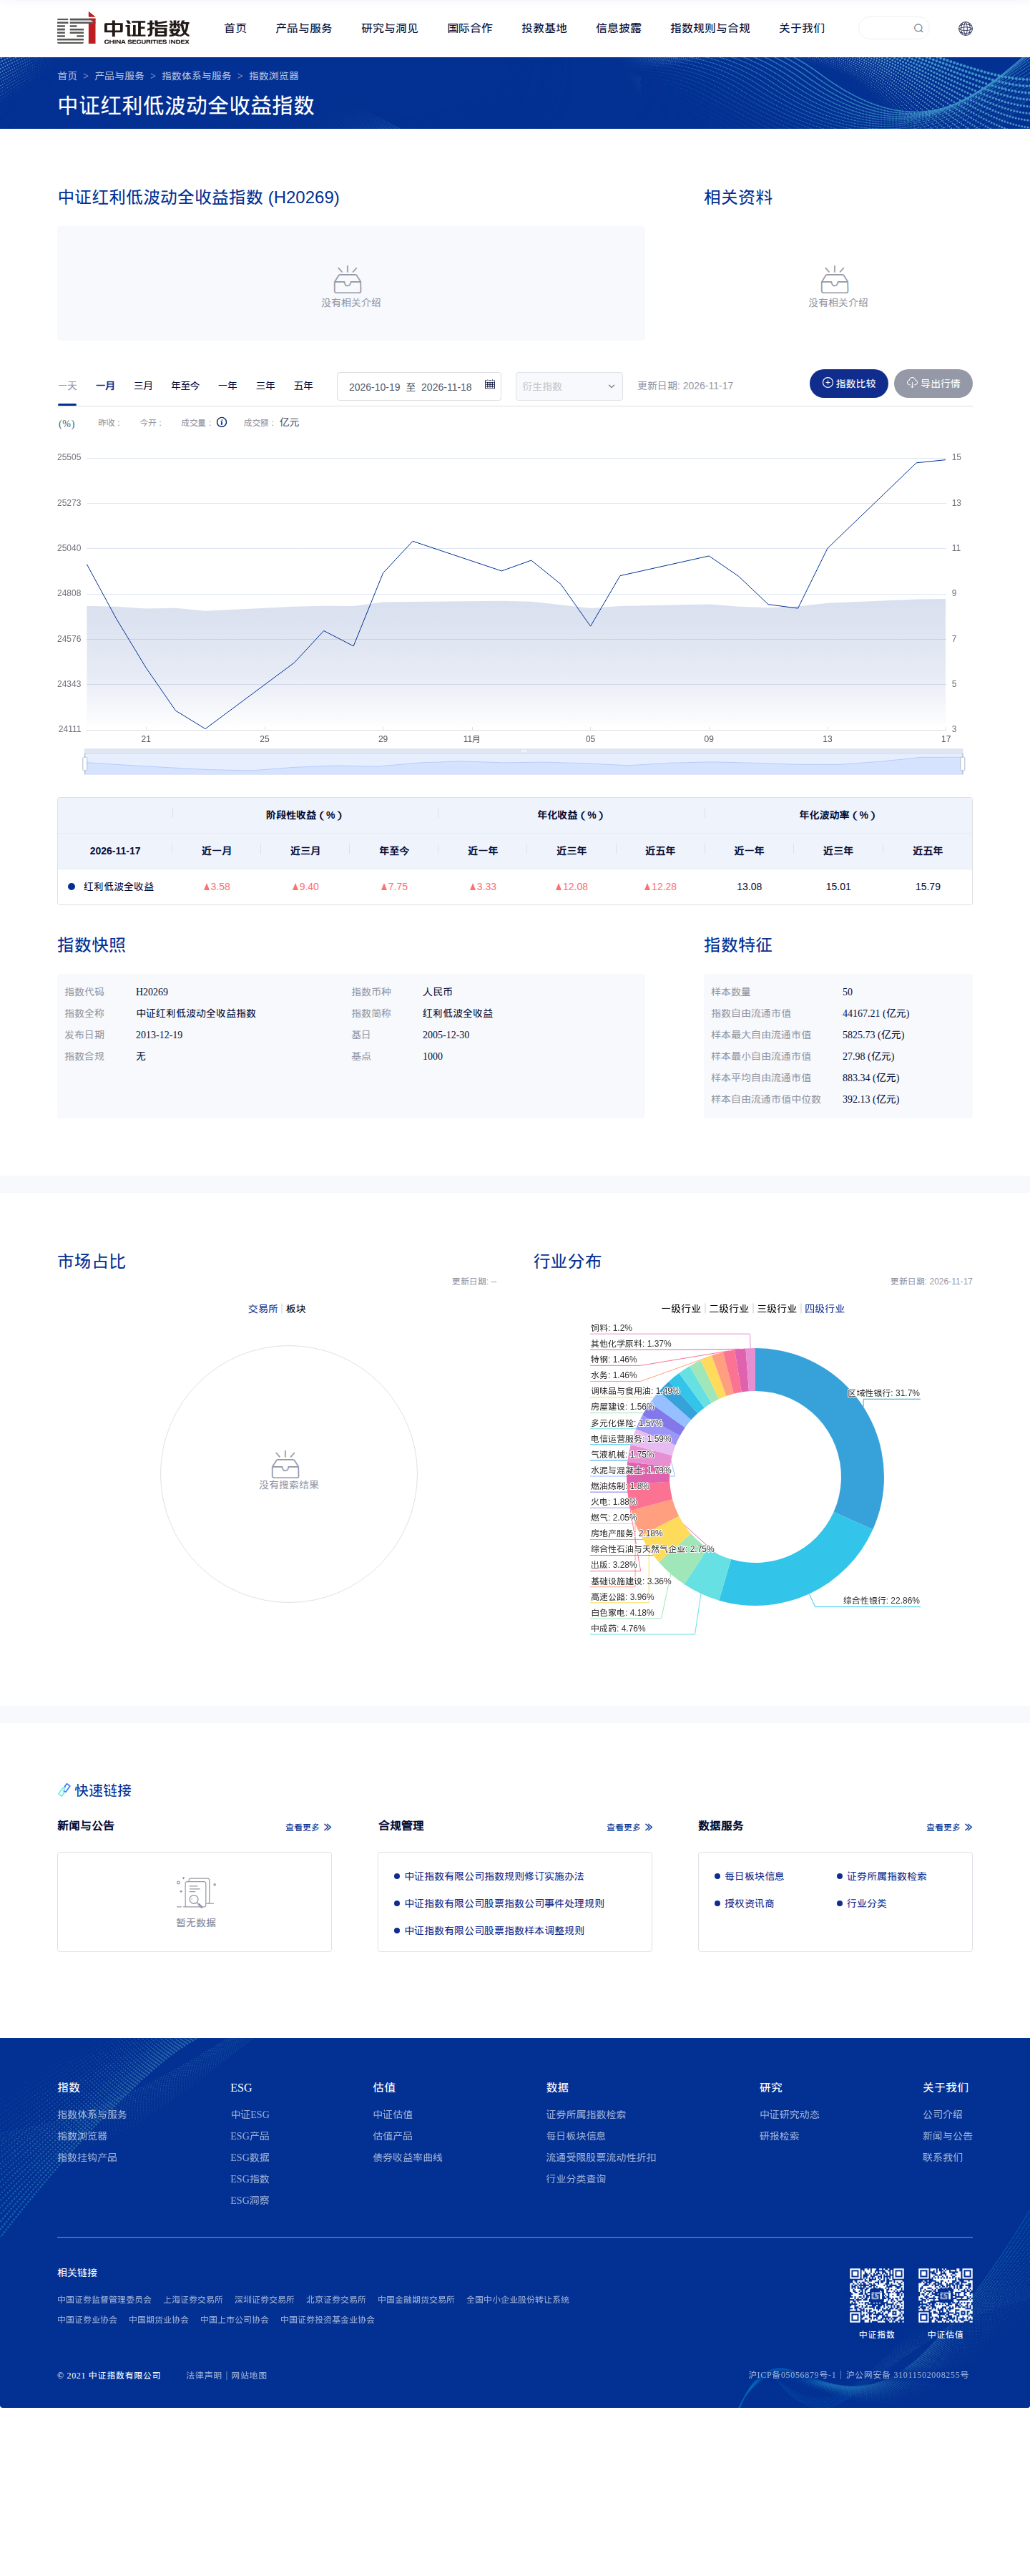 中证指数
CHINA SECURITIES INDEX
首页 产品与服务 研究与洞见 国际合作 投教基地 信息披露 指数规则与合规 关于我们
首页 > 产品与服务 > 指数体系与服务 > 指数浏览器
中证红利低波动全收益指数
中证红利低波动全收益指数 (H20269)
相关资料
没有相关介绍
没有相关介绍
一天 一月 三月 年至今 一年 三年 五年 2026-10-19 至 2026-11-18 衍生指数 更新日期: 2026-11-17 指数比较 导出行情
(%) 昨收 : 今开 : 成交量 : 成交额 : 亿元
25505 15
25273 13
25040 11
24808 9
24576 7
24343 5
24111 3
21 25 29 11月 05 09 13 17
阶段性收益 ( % ) 年化收益 ( % ) 年化波动率 ( % )
2026-11-17 近一月 近三月 年至今 近一年 近三年 近五年 近一年 近三年 近五年
红利低波全收益 ▲3.58 ▲9.40 ▲7.75 ▲3.33 ▲12.08 ▲12.28 13.08 15.01 15.79
指数快照
指数代码 H20269 指数币种 人民币
指数全称 中证红利低波动全收益指数 指数简称 红利低波全收益
发布日期 2013-12-19 基日 2005-12-30
指数合规 无 基点 1000
指数特征
样本数量 50
指数自由流通市值 44167.21 (亿元)
样本最大自由流通市值 5825.73 (亿元)
样本最小自由流通市值 27.98 (亿元)
样本平均自由流通市值 883.34 (亿元)
样本自由流通市值中位数 392.13 (亿元)
市场占比
更新日期: --
交易所 | 板块
没有搜索结果
行业分布
更新日期: 2026-11-17
一级行业 | 二级行业 | 三级行业 | 四级行业
饲料: 1.2%
其他化学原料: 1.37%
特钢: 1.46%
水务: 1.46%
调味品与食用油: 1.49%
房屋建设: 1.56%
多元化保险: 1.57%
电信运营服务: 1.59%
气液机械: 1.75%
水泥与混凝土: 1.79%
燃油炼制: 1.8%
火电: 1.88%
燃气: 2.05%
房地产服务: 2.18%
综合性石油与天然气企业: 2.75%
出版: 3.28%
基础设施建设: 3.36%
高速公路: 3.96%
白色家电: 4.18%
中成药: 4.76%
区域性银行: 31.7%
综合性银行: 22.86%
快速链接
新闻与公告 查看更多
暂无数据
合规管理 查看更多
中证指数有限公司指数规则修订实施办法
中证指数有限公司股票指数公司事件处理规则
中证指数有限公司股票指数样本调整规则
数据服务 查看更多
每日板块信息 证券所属指数检索
授权资讯商 行业分类
指数
指数体系与服务
指数浏览器
指数挂钩产品
ESG
中证ESG
ESG产品
ESG数据
ESG指数
ESG洞察
估值
中证估值
估值产品
债券收益率曲线
数据
证券所属指数检索
每日板块信息
流通受限股票流动性折扣
行业分类查询
研究
中证研究动态
研报检索
关于我们
公司介绍
新闻与公告
联系我们
相关链接
中国证券监督管理委员会 上海证券交易所 深圳证券交易所 北京证券交易所 中国金融期货交易所 全国中小企业股份转让系统
中国证券业协会 中国期货业协会 中国上市公司协会 中国证券投资基金业协会
中证指数 中证估值
© 2021 中证指数有限公司 法律声明 | 网站地图 沪ICP备05056879号-1 | 沪公网安备 31011502008255号